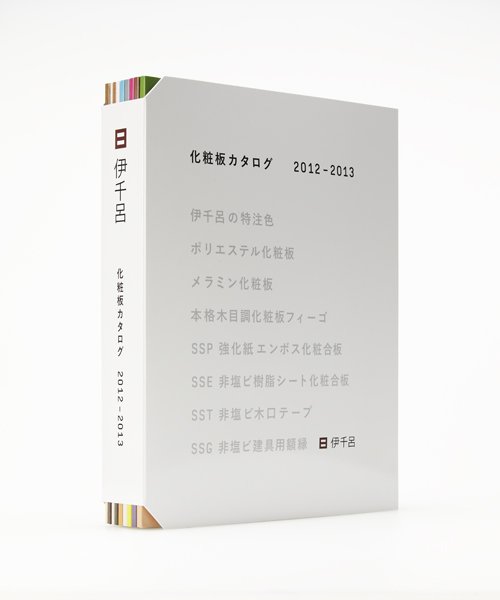 伊千呂
化粧板カタログ 2012-2013
化粧板カタログ 2012-2013
伊千呂の特注色
ポリエステル化粧板
メラミン化粧板
本格木目調化粧板フィーゴ
SSP 強化紙エンボス化粧合板
SSE 非塩ビ樹脂シート化粧合板
SST 非塩ビ木口テープ
SSG 非塩ビ建具用額縁
伊千呂